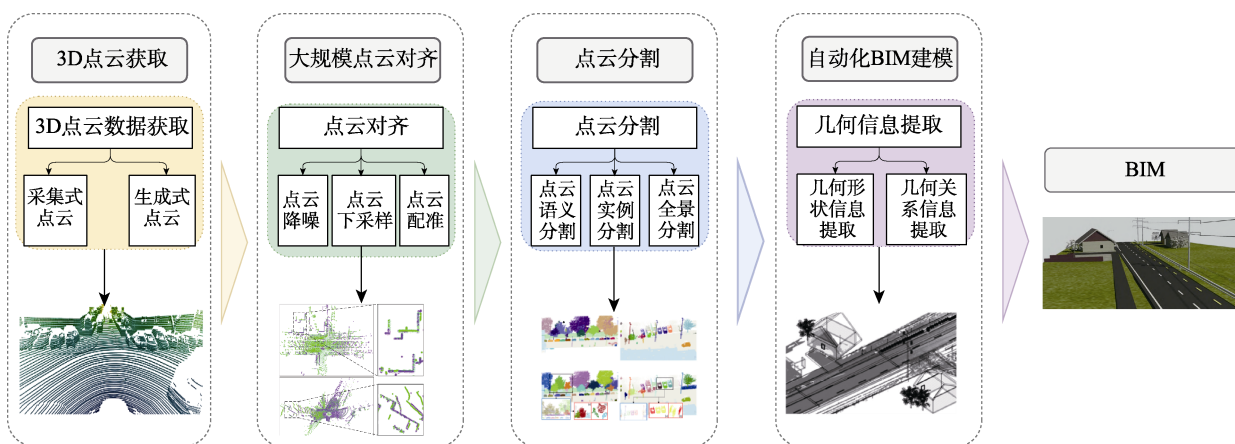 3D点云获取
3D点云数据获取
采集式
点云
生成式
点云
大规模点云对齐
点云对齐
点云
降噪
点云
下采样
点云
配准
点云分割
点云分割
点云
语义
分割
点云
实例
分割
点云
全景
分割
自动化BIM建模
几何信息提取
几何形
状信息
提取
几何关
系信息
提取
BIM